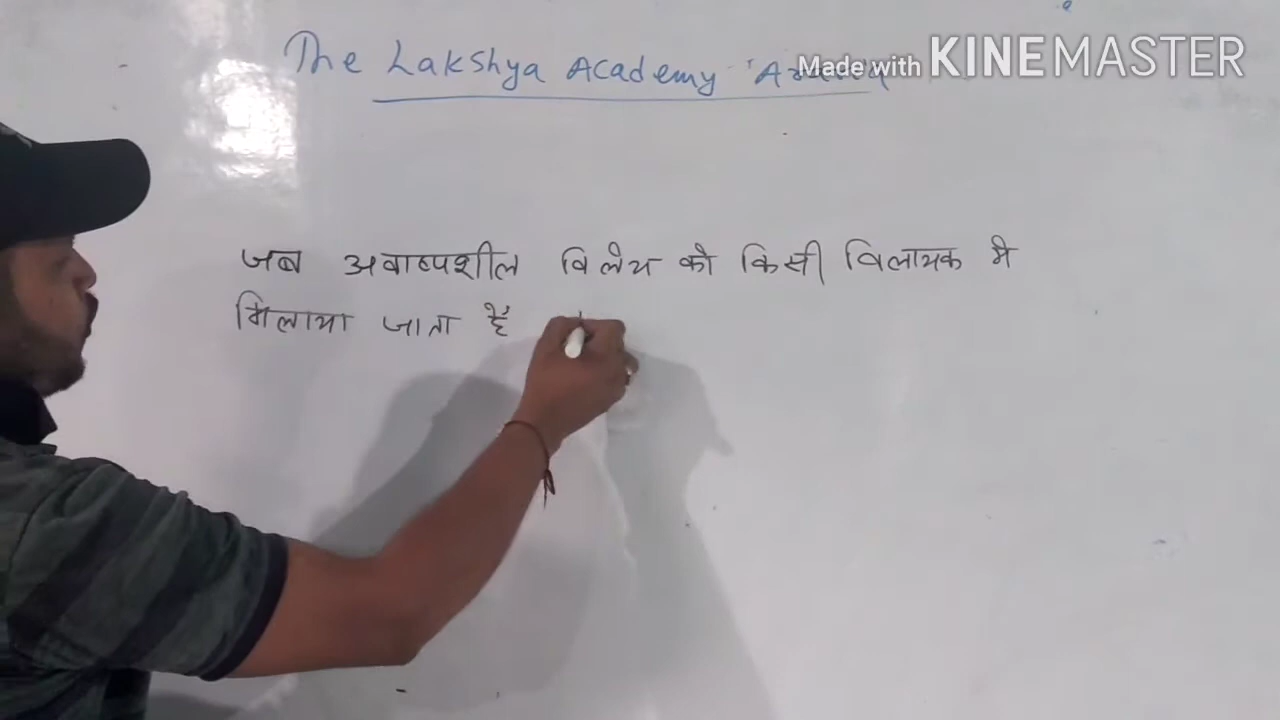 The Lakshya Academy
Made with KINEMASTER
जब अवाष्पशील विलेय को किसी विलायक मे
मिलाया जाता है